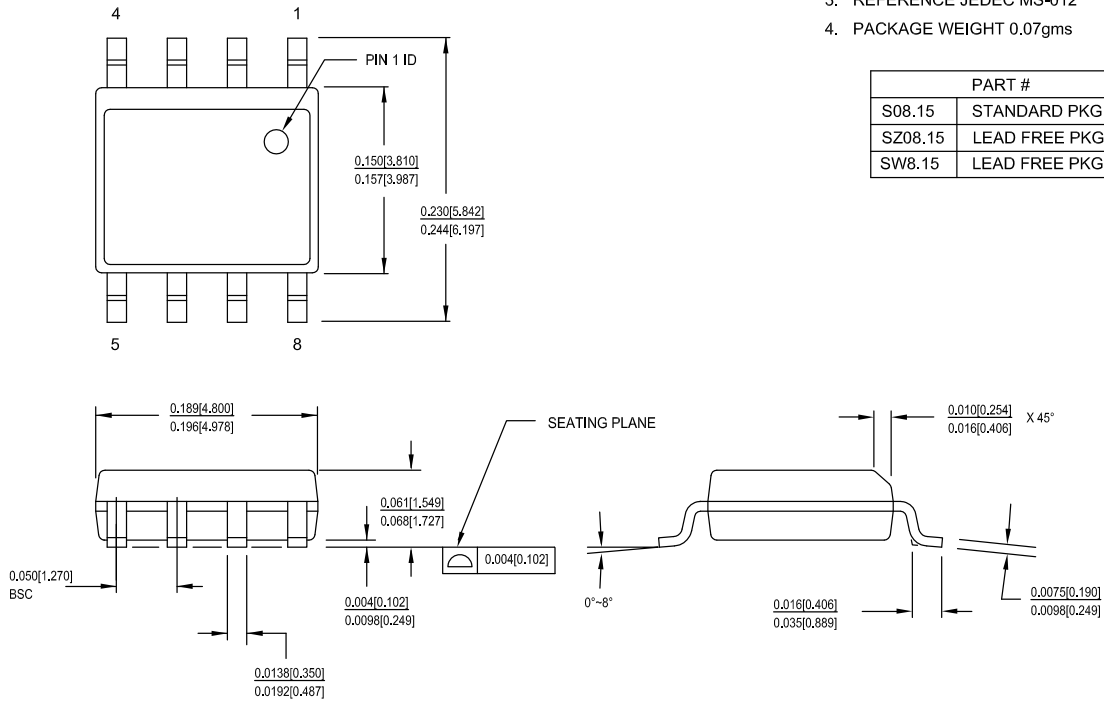 3. REFERENCE JEDEC MS-012
4. PACKAGE WEIGHT 0.07gms
PART #
S08.15 STANDARD PKG
SZ08.15 LEAD FREE PKG
SW8.15 LEAD FREE PKG
4 1
PIN 1 ID
0.150[3.810]
0.157[3.987]
0.230[5.842]
0.244[6.197]
5 8
0.189[4.800]
0.196[4.978]
SEATING PLANE
0.010[0.254]
0.016[0.406]
X 45°
0.061[1.549]
0.068[1.727]
0.004[0.102]
0.050[1.270]
BSC
0.004[0.102]
0.0098[0.249]
0°~8°
0.016[0.406]
0.035[0.889]
0.0075[0.190]
0.0098[0.249]
0.0138[0.350]
0.0192[0.487]